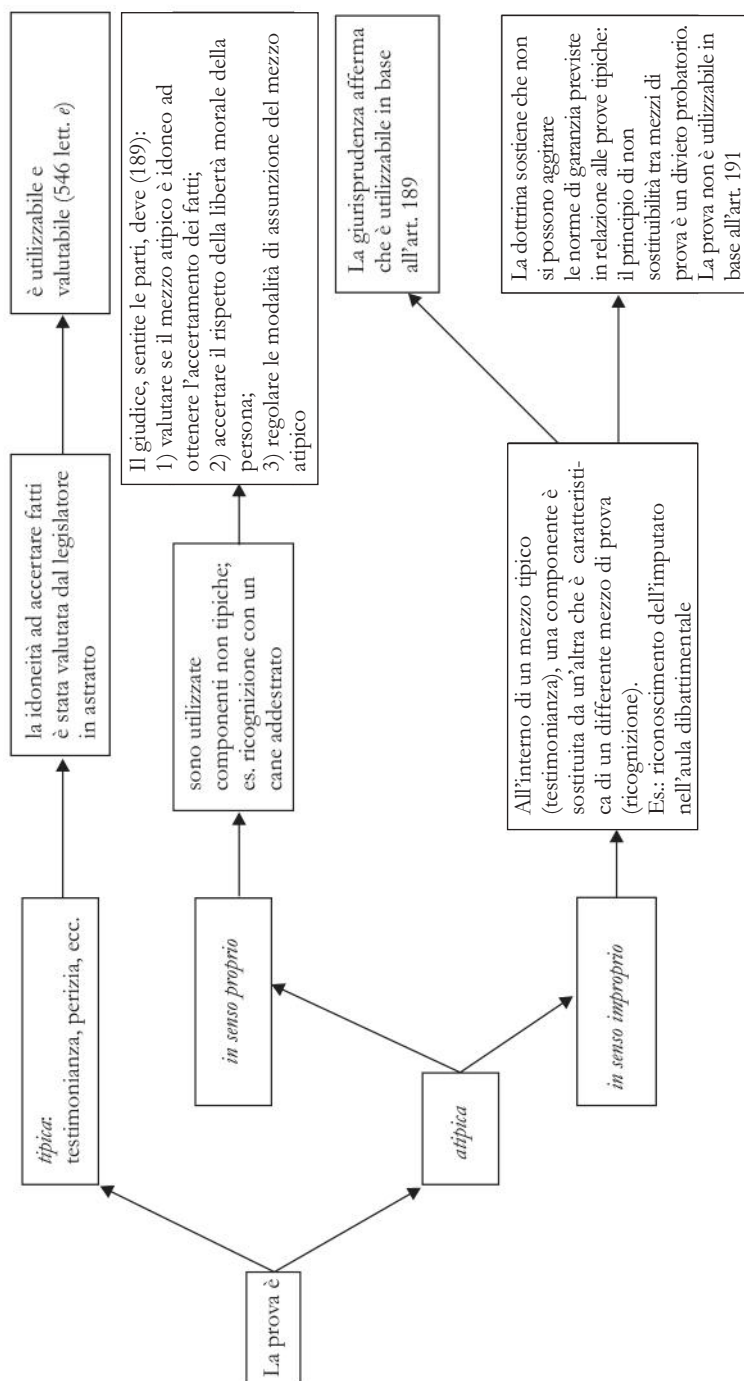 La prova è
tipica:
testimonianza, perizia, ecc.
la idoneità ad accertare fatti
è stata valutata dal legislatore
in astratto
è utilizzabile e
valutabile (546 lett. e)
atipica
in senso proprio
sono utilizzate
componenti non tipiche;
es. ricognizione con un
cane addestrato
Il giudice, sentite le parti, deve (189):
1) valutare se il mezzo atipico è idoneo ad
ottenere l'accertamento dei fatti;
2) accertare il rispetto della libertà morale della
persona;
3) regolare le modalità di assunzione del mezzo
atipico
in senso improprio
All'interno di un mezzo tipico
(testimonianza), una componente è
sostituita da un'altra che è caratteristi-
ca di un differente mezzo di prova
(ricognizione).
Es.: riconoscimento dell'imputato
nell'aula dibattimentale
La giurisprudenza afferma
che è utilizzabile in base
all'art. 189
La dottrina sostiene che non
si possono aggirare
le norme di garanzia previste
in relazione alle prove tipiche:
il principio di non
sostituibilità tra mezzi di
prova è un divieto probatorio.
La prova non è utilizzabile in
base all'art. 191